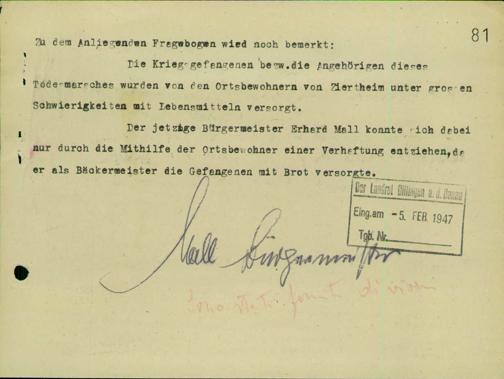 81
Zu dem Anliegenden Fragebogen wird noch bemerkt:
Die Kriegsgefangenen bezw.die Angehörigen dieses
Todesmarsches wurden von den Ortsbewohnern von Ziertheim unter grossen
Schwierigkeiten mit Lebensmitteln versorgt.
Der jetzige Bürgermeister Erhard Mall konnte sich dabei
nur durch die Mithilfe der Ortsbewohner einer Verhaftung entziehen,da
er als Bäckermeister die Gefangenen mit Brot versorgte.
Der Landrat Dillingen a. d. Donau
Eing.am - 5. FEB 1947
Tgb. Nr.
Mall Bürgermeister